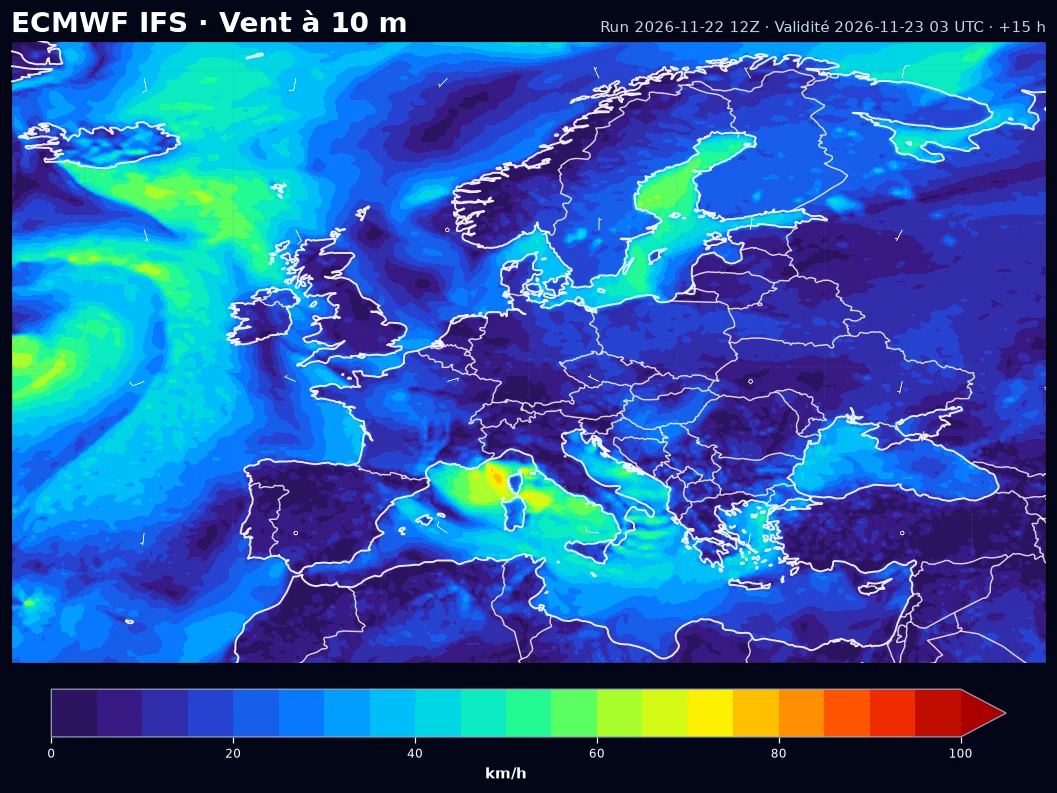 ECMWF IFS · Vent à 10 m
Run 2026-11-22 12Z · Validité 2026-11-23 03 UTC · +15 h
0 20 40 60 80 100
km/h